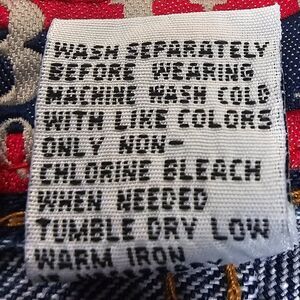 WASH SEPARATELY
BEFORE WEARING
MACHINE WASH COLD
WITH LIKE COLORS
ONLY NON-
CHLORINE BLEACH
WHEN NEEDED
TUMBLE DRY LOW
WARM IRON